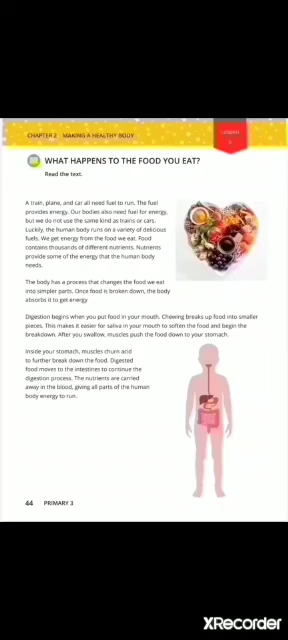 CHAPTER 2 MAKING A HEALTHY BODY
WHAT HAPPENS TO THE FOOD YOU EAT?
Read the text.
A train, plane, and car all need fuel to run. The fuel
provides energy. Our bodies also need fuel for energy,
but we do not use the same kind as trains or cars.
Luckily, the human body runs on a variety of delicious
fuels. We get energy from the food we eat. Food
contains thousands of different nutrients. Nutrients
provide some of the energy that the human body
needs.
The body has a process that changes the food we eat
into simpler parts. Once food is broken down, the body
absorbs it to get energy
Digestion begins when you put food in your mouth. Chewing breaks up food into smaller
pieces. This makes it easier for saliva in your mouth to soften the food and begin the
breakdown. After you swallow, muscles push the food down to your stomach.
Inside your stomach, muscles churn acid
to further break down the food. Digested
food moves to the intestines to continue the
digestion process. The nutrients are carried
away in the blood, giving all parts of the human
body energy to run.
44 PRIMARY 3
XRecorder